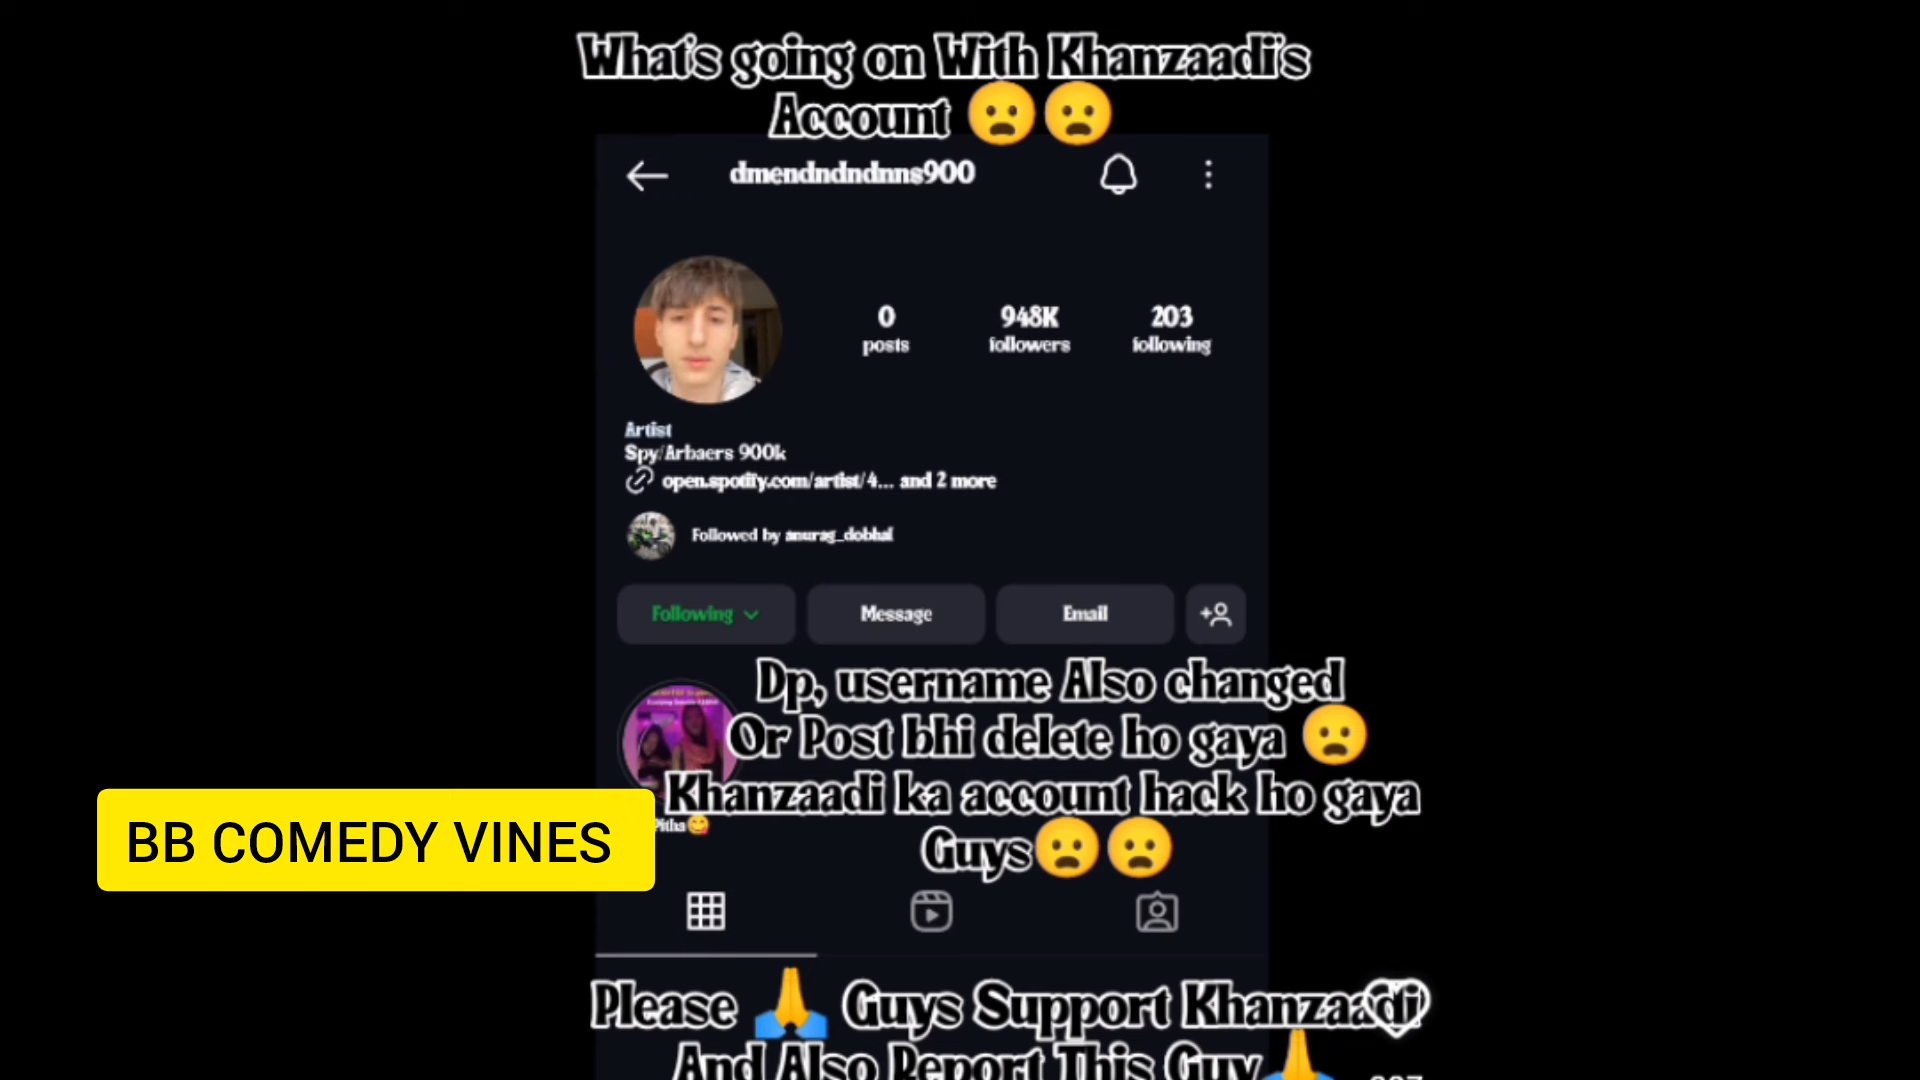 What's going on With Khanzaadi's
Account 😦😦
dmendndndnns900
0
posts
948K
followers
203
following
Artist
Spy/Arbaers 900k
open.spotify.com/artist/4... and 2 more
Followed by anurag_dobhal
Following
Message
Email
Dp, username Also changed
Or Post bhi delete ho gaya 😦
Khanzaadi ka account hack ho gaya
Guys😦😦
Pitha😋
BB COMEDY VINES
Please 🙏 Guys Support Khanzaadi
And Also Report This Guy 🙏